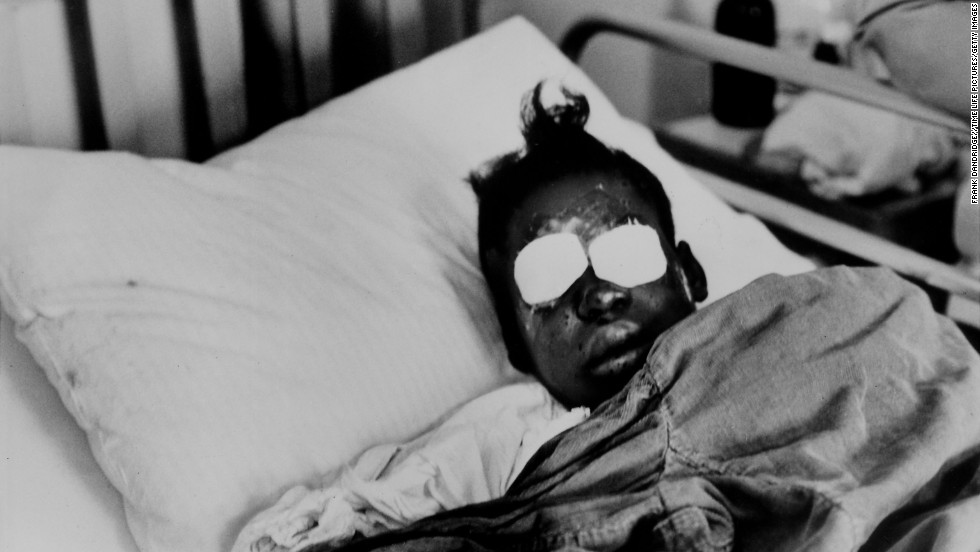 FRANK DANDRIDGE//TIME LIFE PICTURES/GETTY IMAGES